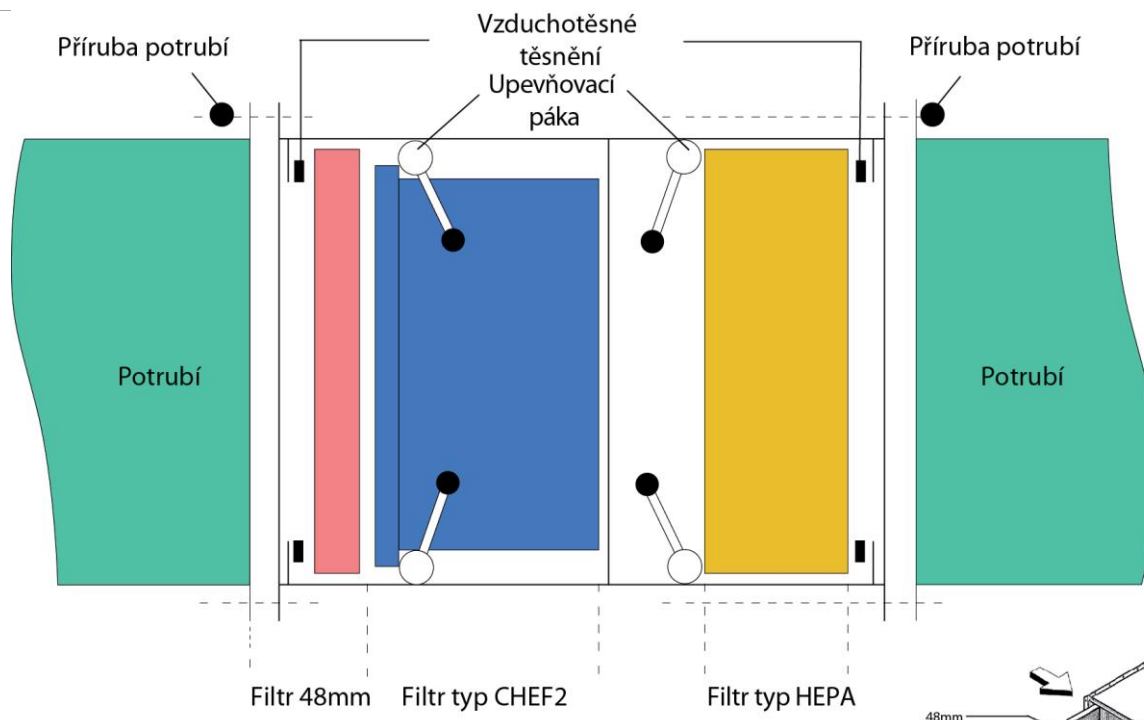 Vzduchotěsné
těsnění
Příruba potrubí
Příruba potrubí
Upevňovací
páka
Potrubí
Potrubí
Filtr 48mm
Filtr typ CHEF2
Filtr typ HEPA
48mm